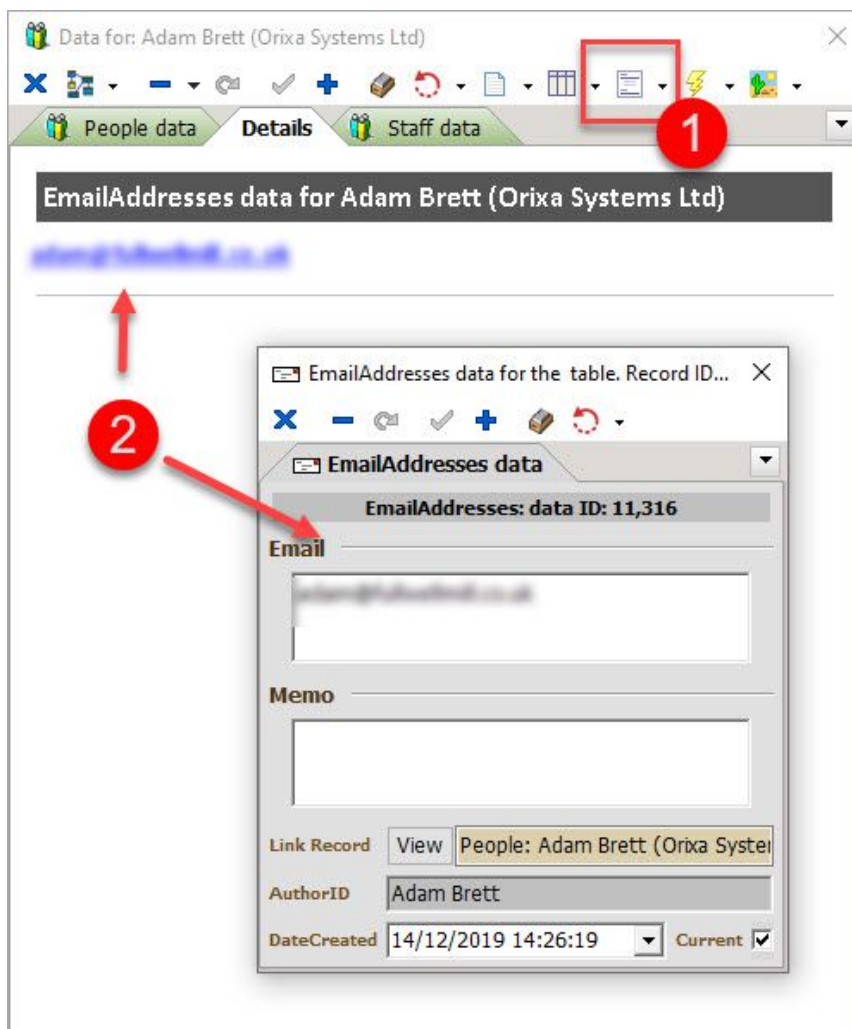 Data for: Adam Brett (Orixa Systems Ltd)
1
People data Details Staff data
EmailAddresses data for Adam Brett (Orixa Systems Ltd)
2
EmailAddresses data for the table. Record ID...
EmailAddresses data
EmailAddresses: data ID: 11,316
Email
Memo
Link Record View People: Adam Brett (Orixa System
AuthorID Adam Brett
DateCreated 14/12/2019 14:26:19 Current